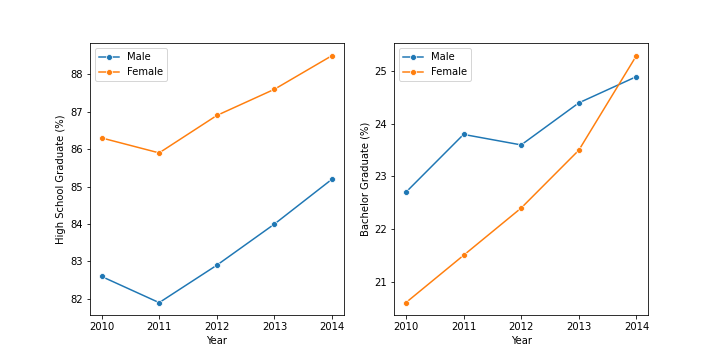 Male
Female
88
87
86
85
84
83
82
High School Graduate (%)
2010 2011 2012 2013 2014
Year
Male
Female
25
24
23
22
21
Bachelor Graduate (%)
2010 2011 2012 2013 2014
Year